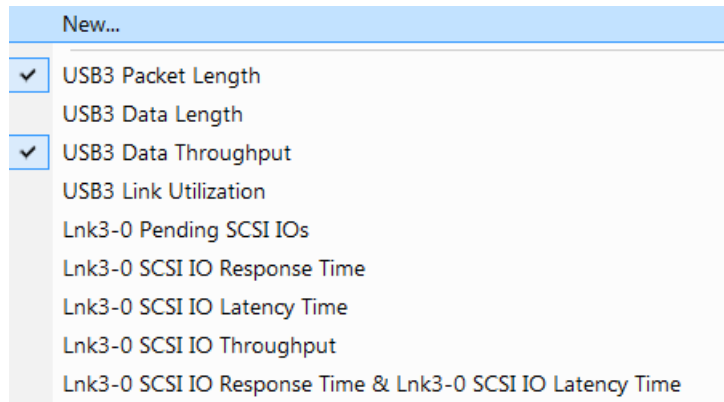 New...
USB3 Packet Length
USB3 Data Length
USB3 Data Throughput
USB3 Link Utilization
Lnk3-0 Pending SCSI IOs
Lnk3-0 SCSI IO Response Time
Lnk3-0 SCSI IO Latency Time
Lnk3-0 SCSI IO Throughput
Lnk3-0 SCSI IO Response Time & Lnk3-0 SCSI IO Latency Time